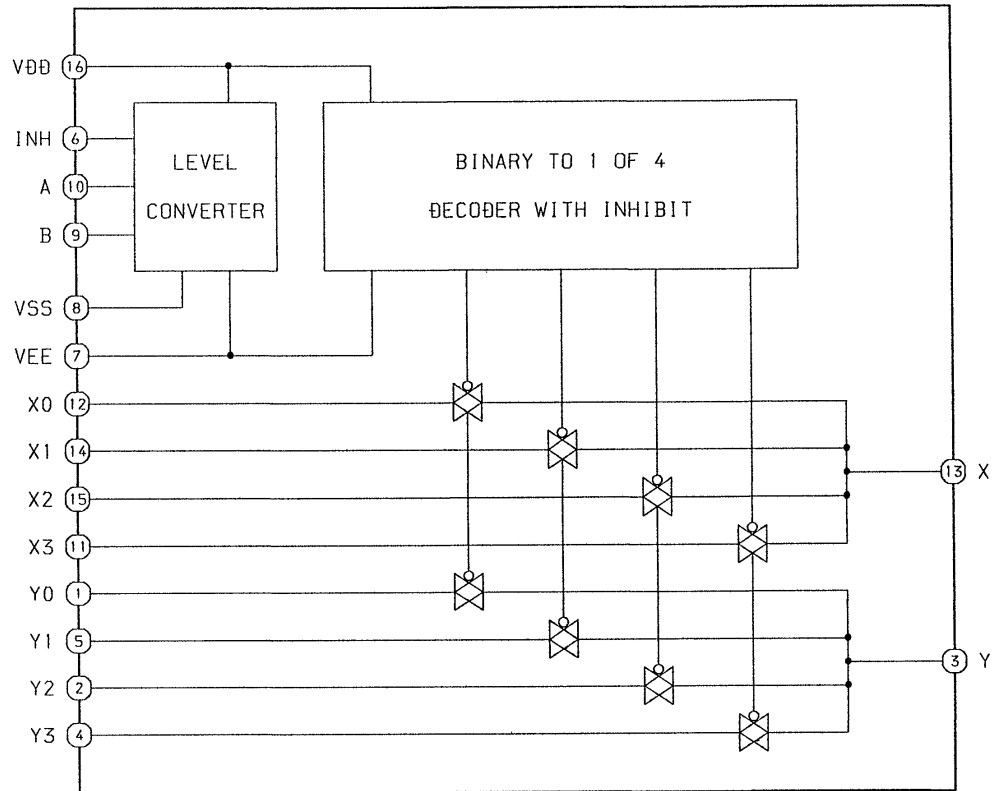 VDD 16
INH 6
LEVEL
CONVERTER
BINARY TO 1 OF 4
DECODER WITH INHIBIT
A 10
B 9
VSS 8
VEE 7
X0 12
X1 14
13 X
X2 15
X3 11
Y0 1
Y1 5
3 Y
Y2 2
Y3 4